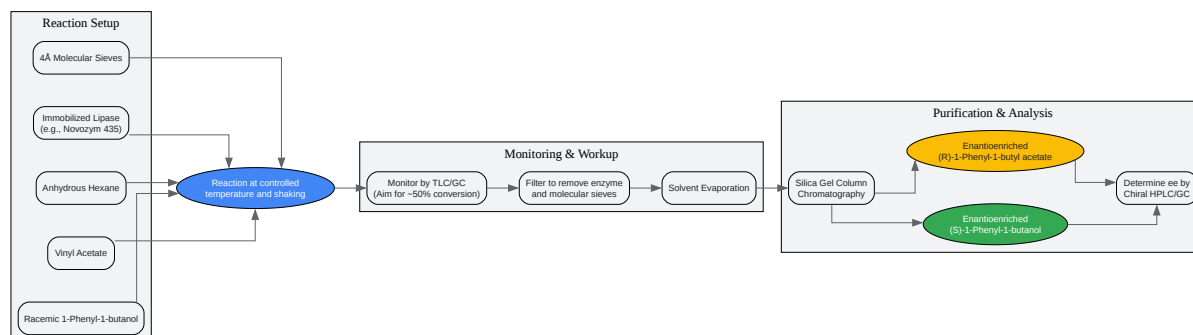 Reaction Setup
4Å Molecular Sieves
Immobilized Lipase
(e.g., Novozym 435)
Anhydrous Hexane
Vinyl Acetate
Racemic 1-Phenyl-1-butanol
Reaction at controlled
temperature and shaking
Monitoring & Workup
Monitor by TLC/GC
(Aim for ~50% conversion)
Filter to remove enzyme
and molecular sieves
Solvent Evaporation
Purification & Analysis
Silica Gel Column
Chromatography
Enantioenriched
(R)-1-Phenyl-1-butyl acetate
Enantioenriched
(S)-1-Phenyl-1-butanol
Determine ee by
Chiral HPLC/GC